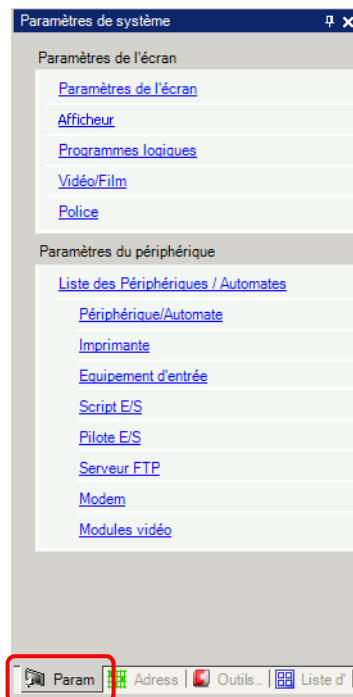 Paramètres de système
Paramètres de l'écran
Paramètres de l'écran
Afficheur
Programmes logiques
Vidéo/Film
Police
Paramètres du périphérique
Liste des Périphériques / Automates
Périphérique/Automate
Imprimante
Equipement d'entrée
Script E/S
Pilote E/S
Serveur FTP
Modem
Modules vidéo
Param Adress Outils... Liste d'